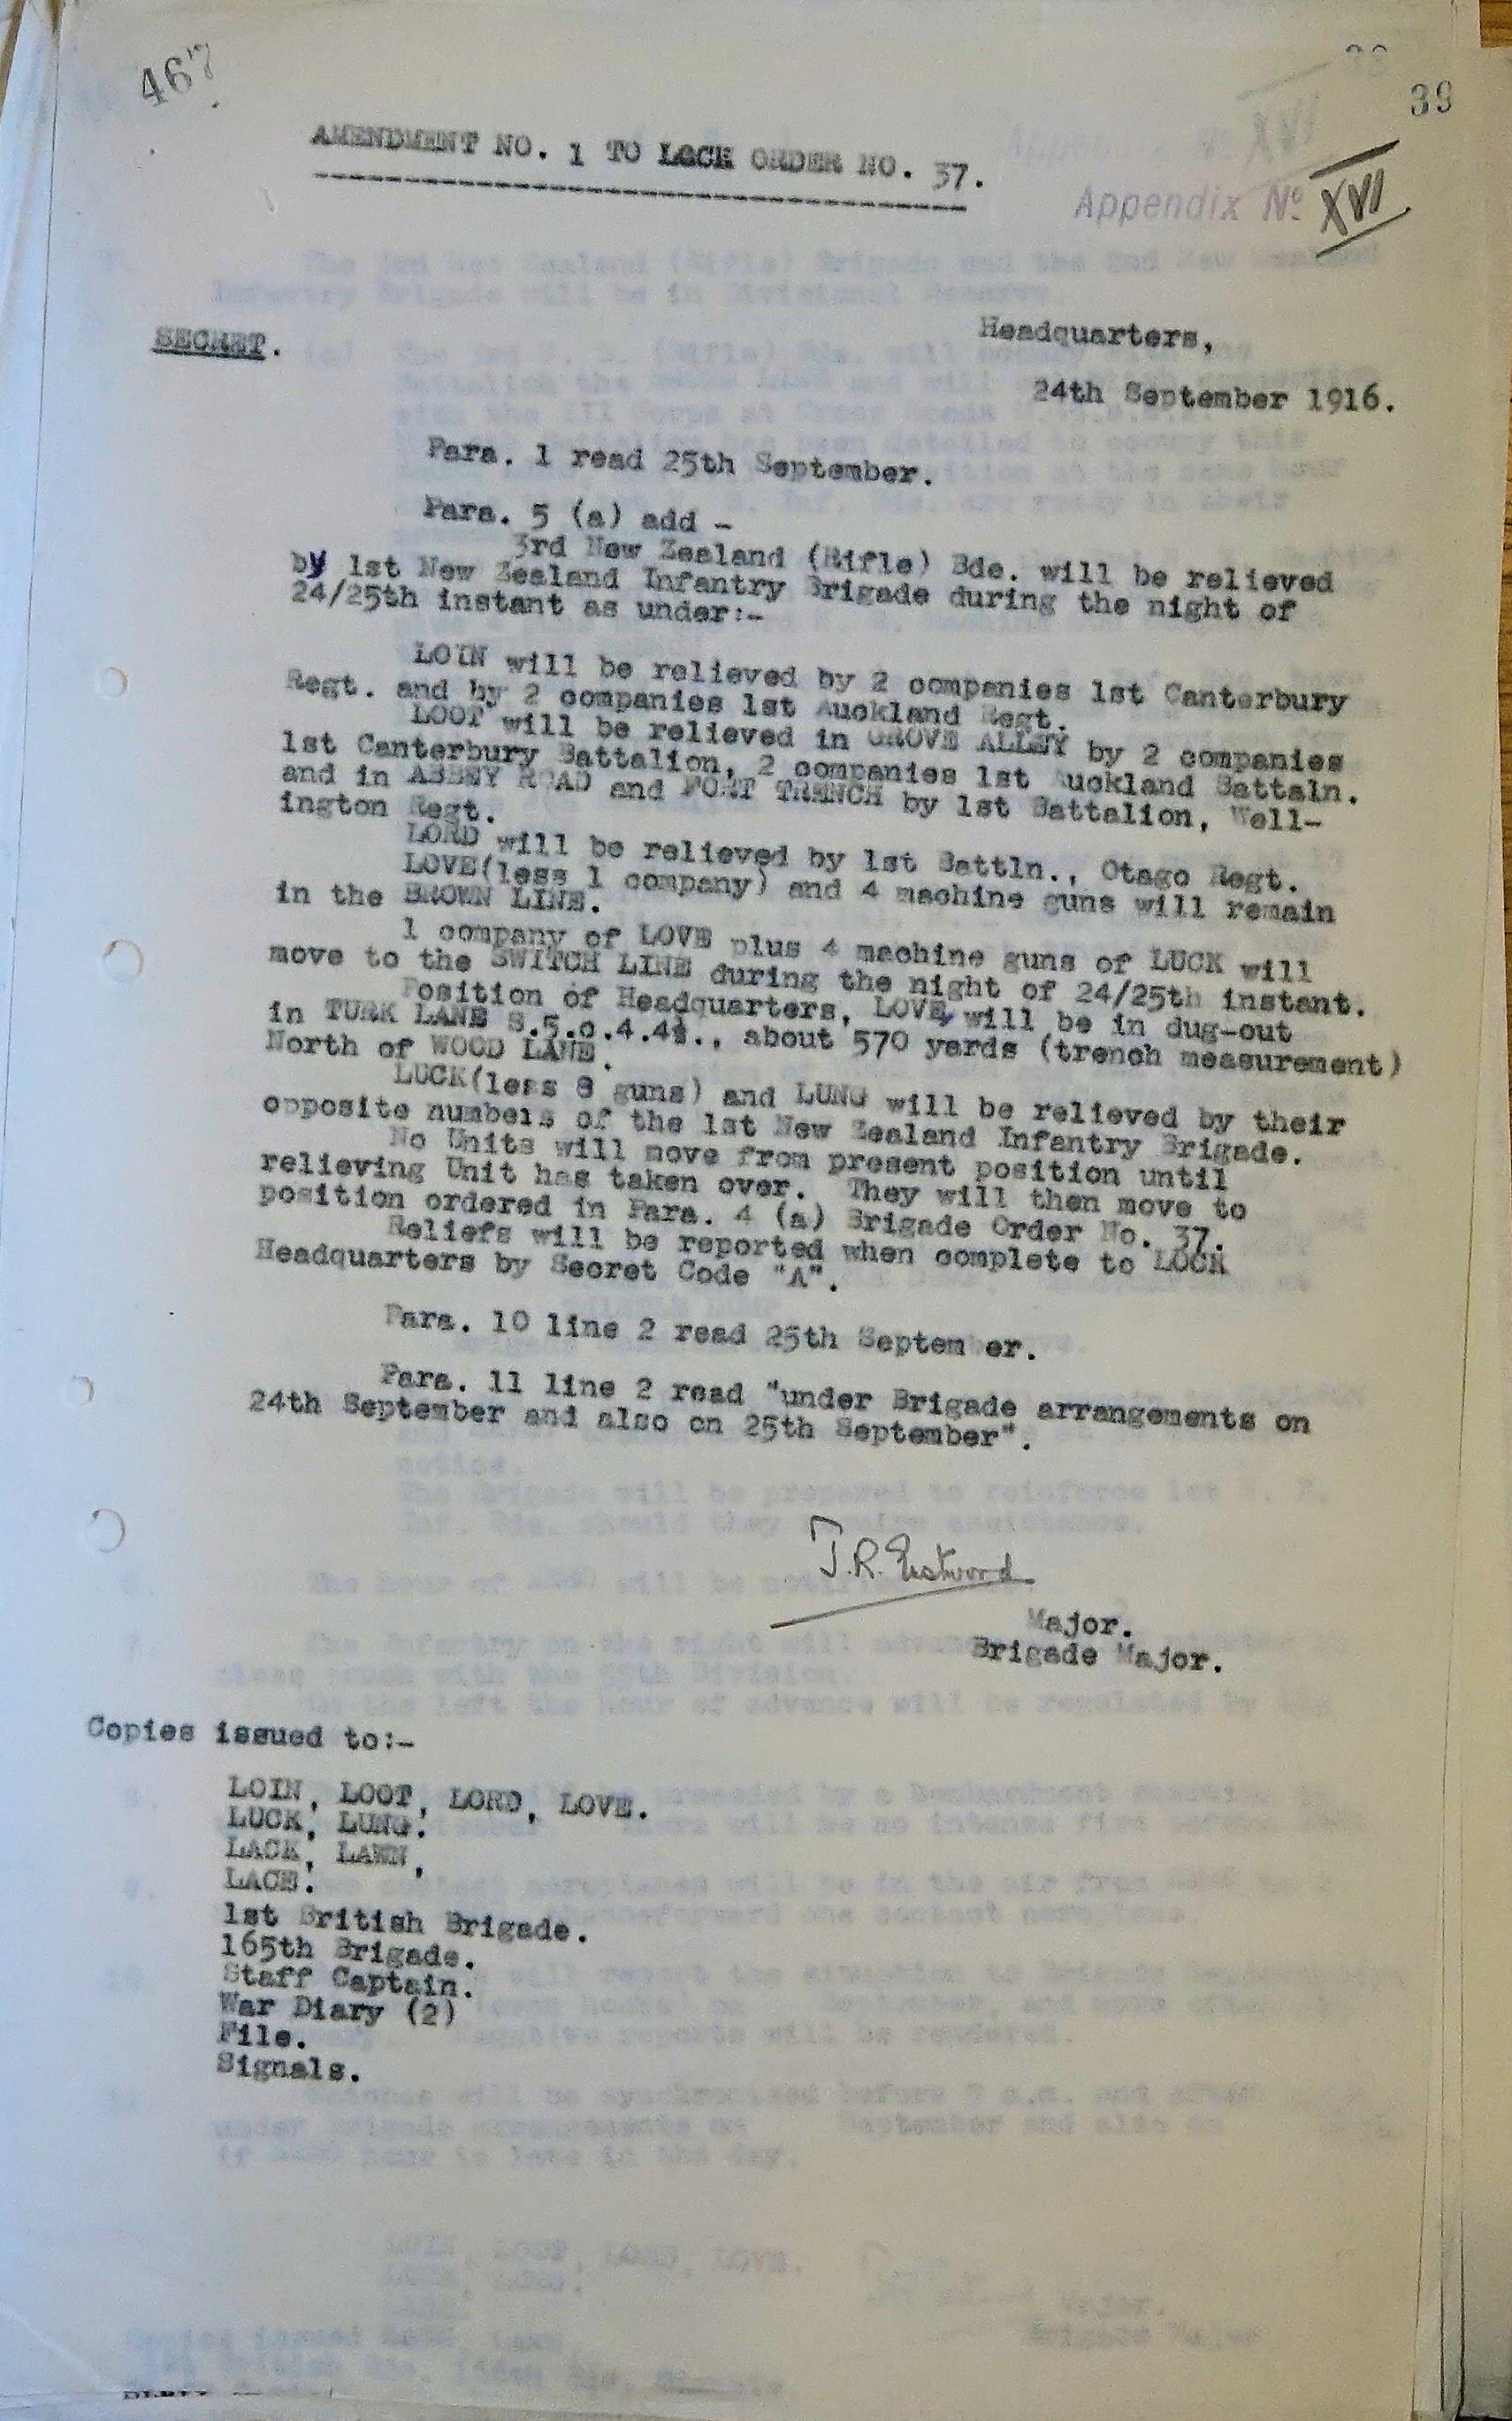 467
39
AMENDMENT NO. 1 TO LOCK ORDER NO. 37.
Appendix No XVI
SECRET.
Headquarters,
24th September 1916.
Para. 1 read 25th September.
Para. 5 (a) add -
3rd New Zealand (Rifle) Bde. will be relieved
by 1st New Zealand Infantry Brigade during the night of
24/25th instant as under:-
LOIN will be relieved by 2 companies 1st Canterbury
Regt. and by 2 companies 1st Auckland Regt.
LOOT will be relieved in GROVE ALLEY by 2 companies
1st Canterbury Battalion, 2 companies 1st Auckland Battaln.
and in ABBEY ROAD and FORT TRENCH by 1st Battalion, Well-
ington Regt.
LORD will be relieved by 1st Battln., Otago Regt.
LOVE(less 1 company) and 4 machine guns will remain
in the BROWN LINE.
1 company of LOVE plus 4 machine guns of LUCK will
move to the SWITCH LINE during the night of 24/25th instant.
Position of Headquarters, LOVE, will be in dug-out
in TURK LANE S.5.c.4.4½., about 570 yards (trench measurement)
North of WOOD LANE.
LUCK(less 8 guns) and LUNG will be relieved by their
opposite numbers of the 1st New Zealand Infantry Brigade.
No Units will move from present position until
relieving Unit has taken over. They will then move to
position ordered in Para. 4 (a) Brigade Order No. 37.
Reliefs will be reported when complete to LOCK
Headquarters by Secret Code "A".
Para. 10 line 2 read 25th Septem er.
Para. 11 line 2 read "under Brigade arrangements on
24th September and also on 25th September".
J.R. Eastwood
Major.
Brigade Major.
Copies issued to:-
LOIN, LOOT, LORD, LOVE.
LUCK, LUNG.
LACK, LAWN,
LACE.
1st British Brigade.
165th Brigade.
Staff Captain.
War Diary (2)
File.
Signals.